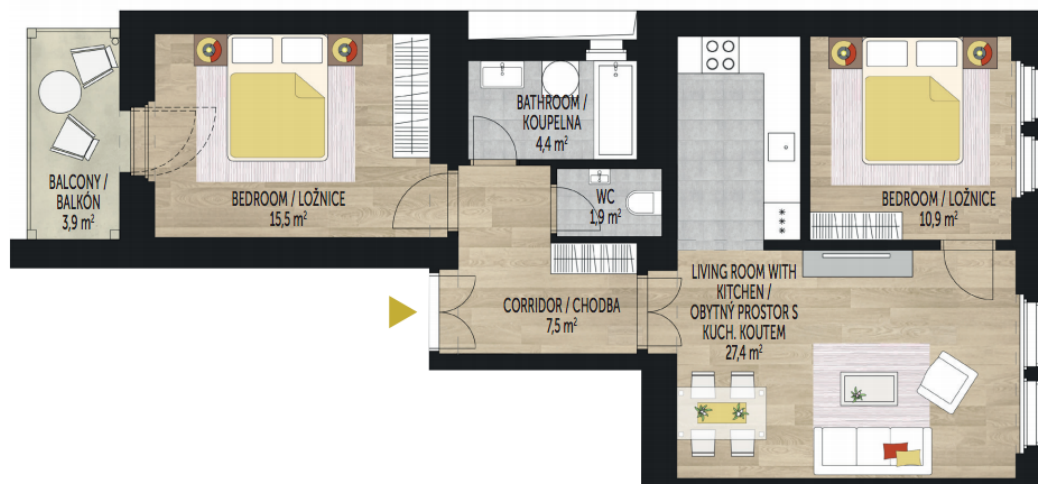 BALCONY /
BALKÓN
3,9 m²
BEDROOM / LOŽNICE
15,5 m²
BATHROOM /
KOUPELNA
4,4 m²
WC
1,9 m²
BEDROOM / LOŽNICE
10,9 m²
CORRIDOR / CHODBA
7,5 m²
LIVING ROOM WITH
KITCHEN /
OBYTNÝ PROSTOR S
KUCH. KOUTEM
27,4 m²